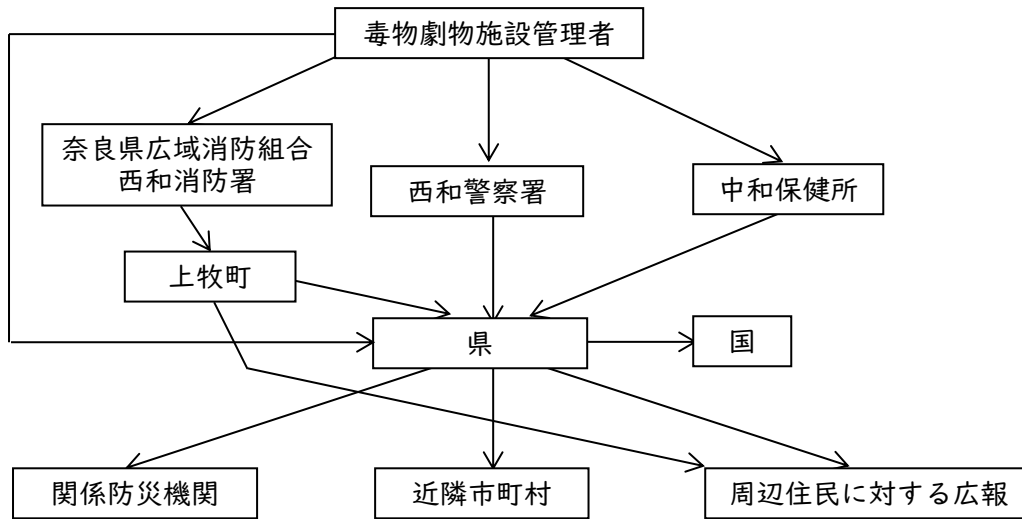 毒物劇物施設管理者
奈良県広域消防組合
西和消防署
西和警察署
中和保健所
上牧町
県
国
関係防災機関
近隣市町村
周辺住民に対する広報